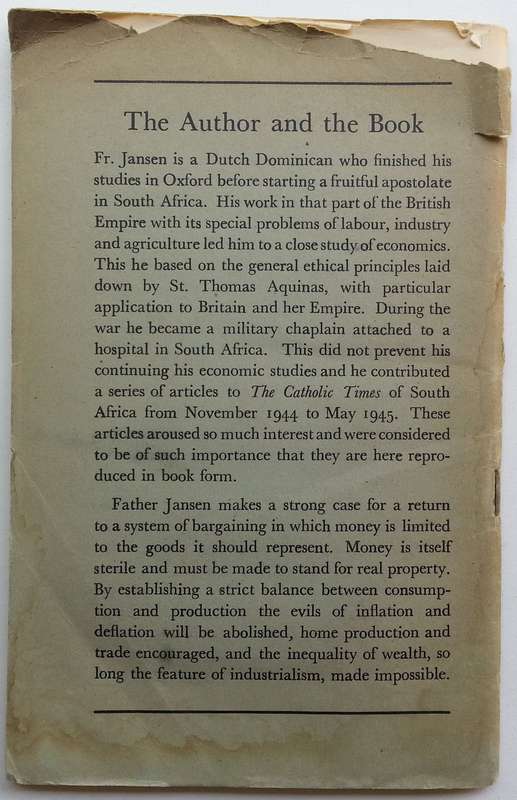 The Author and the Book
Fr. Jansen is a Dutch Dominican who finished his
studies in Oxford before starting a fruitful apostolate
in South Africa. His work in that part of the British
Empire with its special problems of labour, industry
and agriculture led him to a close study of economics.
This he based on the general ethical principles laid
down by St. Thomas Aquinas, with particular
application to Britain and her Empire. During the
war he became a military chaplain attached to a
hospital in South Africa. This did not prevent his
continuing his economic studies and he contributed
a series of articles to The Catholic Times of South
Africa from November 1944 to May 1945. These
articles aroused so much interest and were considered
to be of such importance that they are here repro-
duced in book form.
Father Jansen makes a strong case for a return
to a system of bargaining in which money is limited
to the goods it should represent. Money is itself
sterile and must be made to stand for real property.
By establishing a strict balance between consump-
tion and production the evils of inflation and
deflation will be abolished, home production and
trade encouraged, and the inequality of wealth, so
long the feature of industrialism, made impossible.